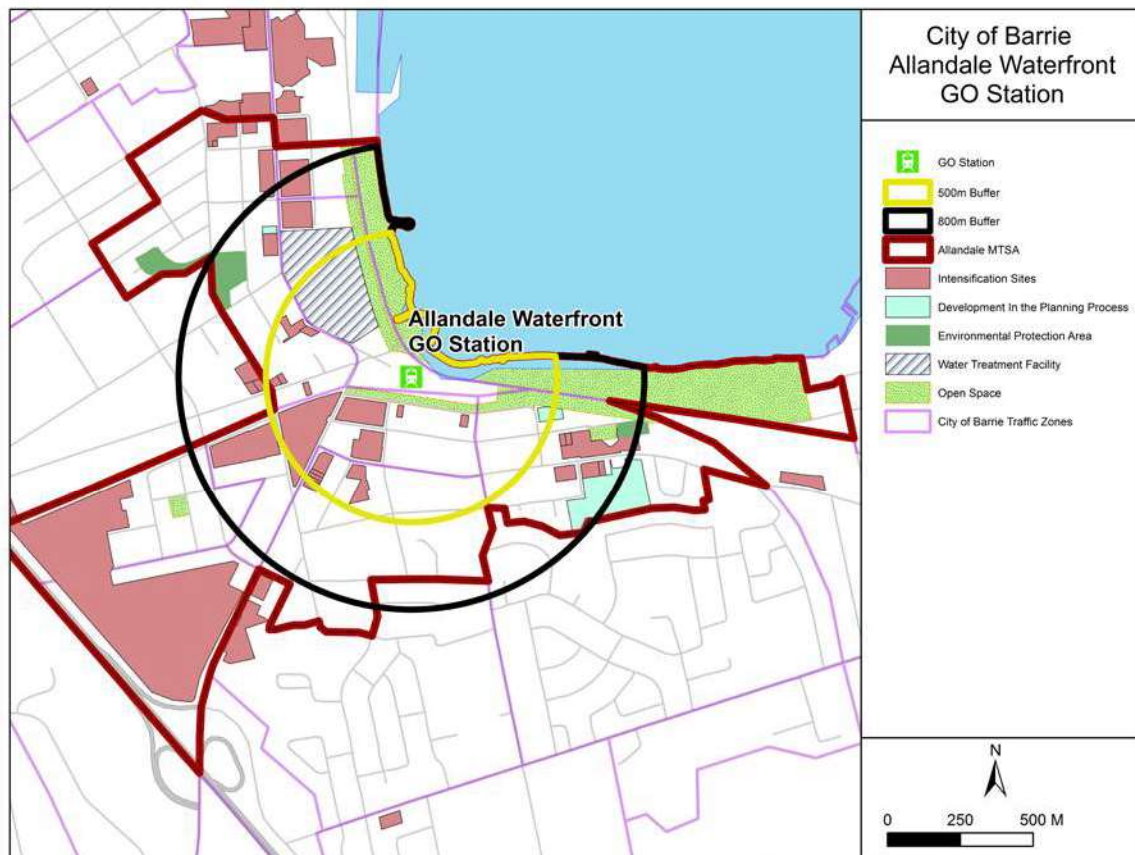 City of Barrie
Allandale Waterfront
GO Station
GO Station
500m Buffer
800m Buffer
Allandale MTSA
Intensification Sites
Development In the Planning Process
Environmental Protection Area
Water Treatment Facility
Open Space
City of Barrie Traffic Zones
Allandale Waterfront
GO Station
N
0 250 500 M